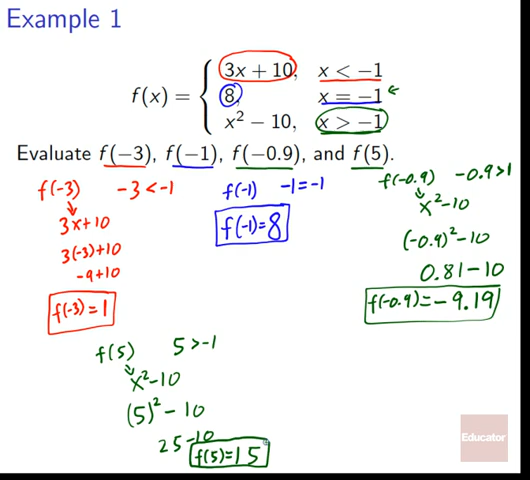 Example 1
f(x) = { 3x + 10, x < −1
8, x = −1
x² − 10, x > −1
Evaluate f(−3), f(−1), f(−0.9), and f(5).
f(-3) -3 < -1
3x+10
3(-3)+10
-9+10
f(-3)=1
f(-1) -1=-1
f(-1)=8
f(-0.9) -0.9>1
x²-10
(-0.9)²-10
0.81-10
f(-0.9)=-9.19
f(5) 5>-1
x²-10
(5)²-10
25-10
f(5)=15
Educator